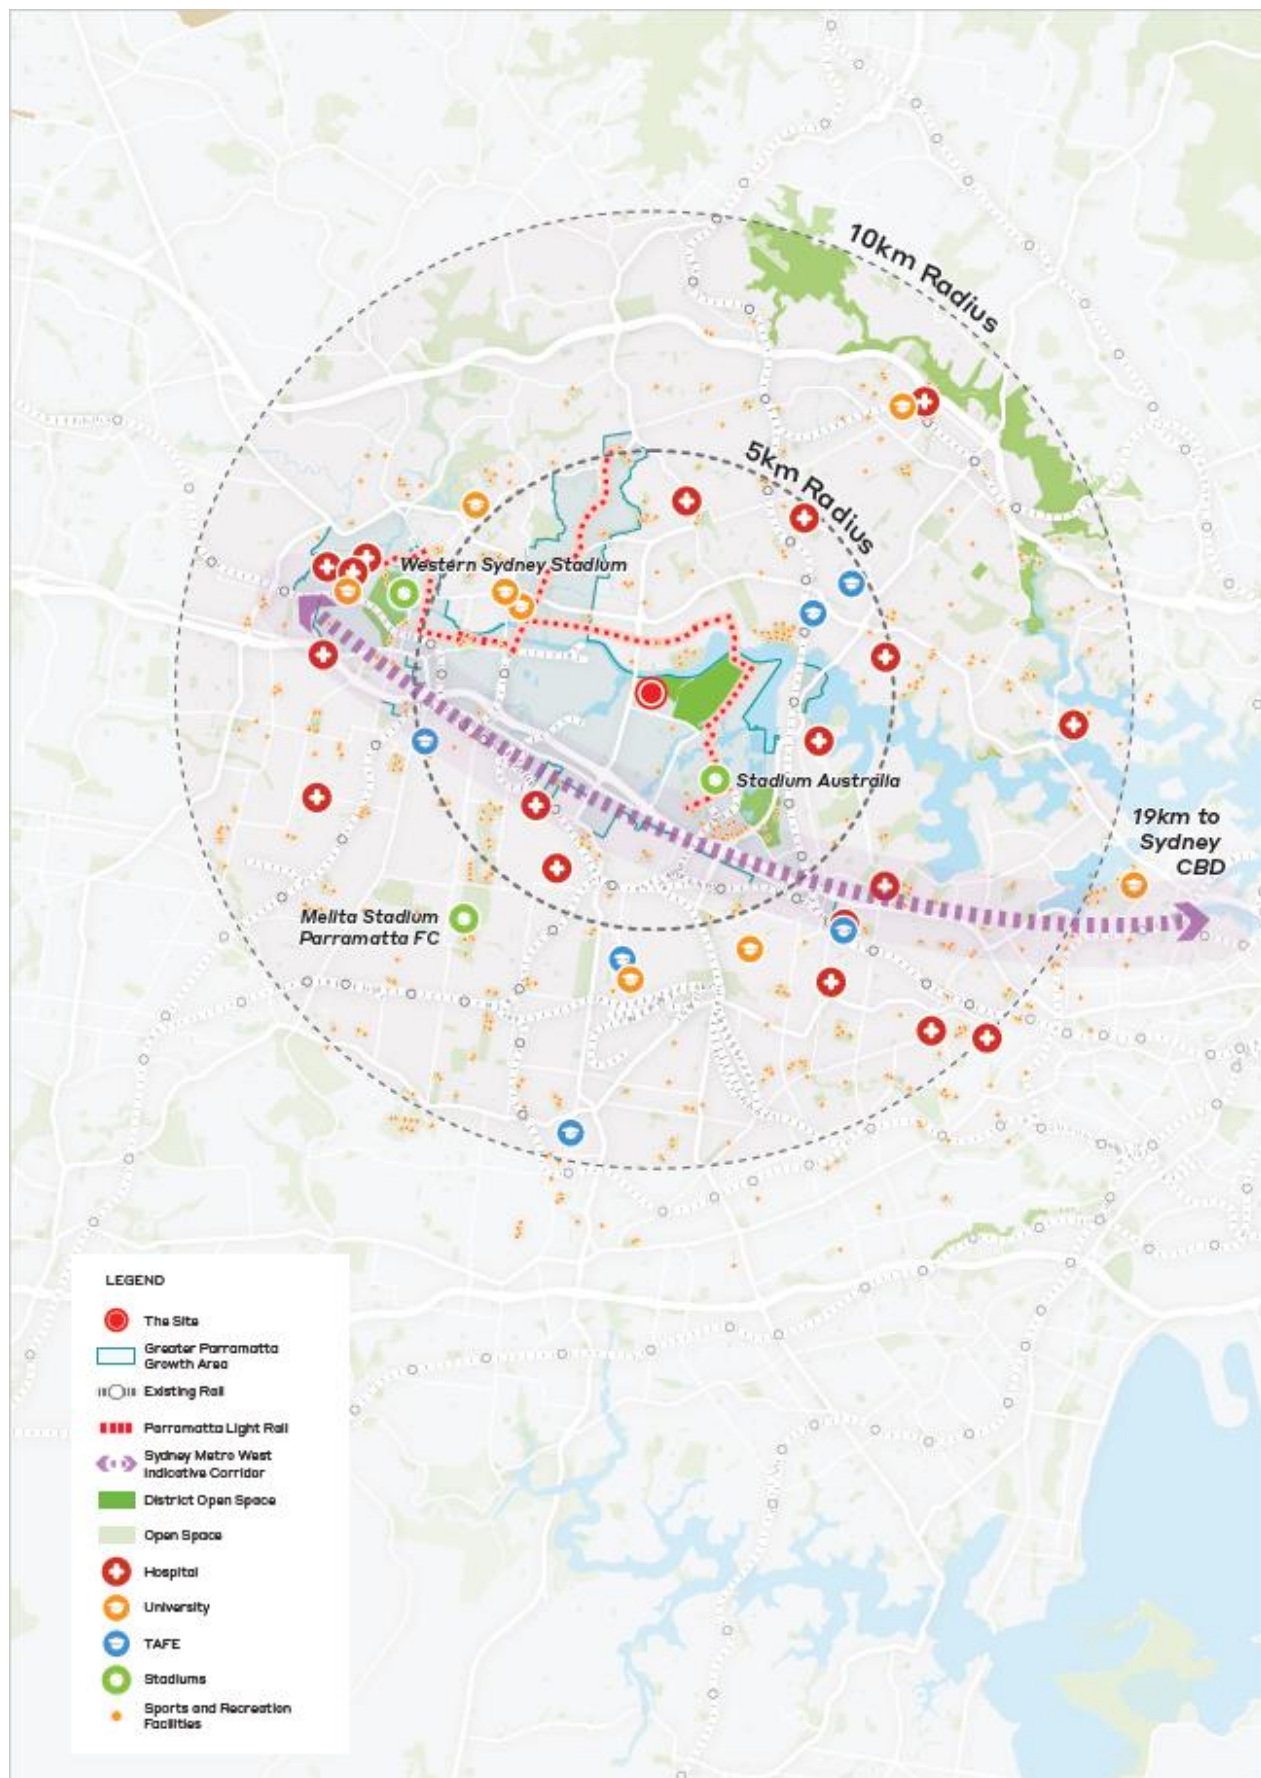 10km Radius
5km Radius
Western Sydney Stadium
Stadium Australia
19km to
Sydney
CBD
Melita Stadium
Parramatta FC
LEGEND
The Site
Greater Parramatta
Growth Area
Existing Rail
Parramatta Light Rail
Sydney Metro West
Indicative Corridor
District Open Space
Open Space
Hospital
University
TAFE
Stadiums
Sports and Recreation
Facilities